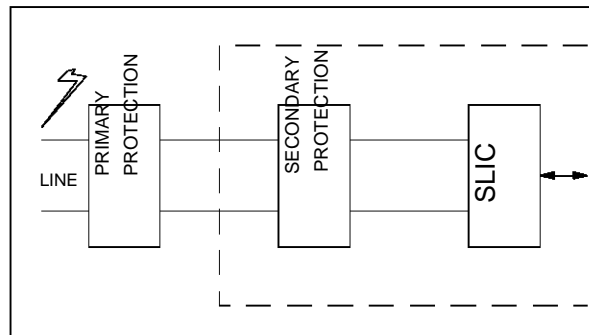 LINE
PRIMARY
PROTECTION
SECONDARY
PROTECTION
SLIC